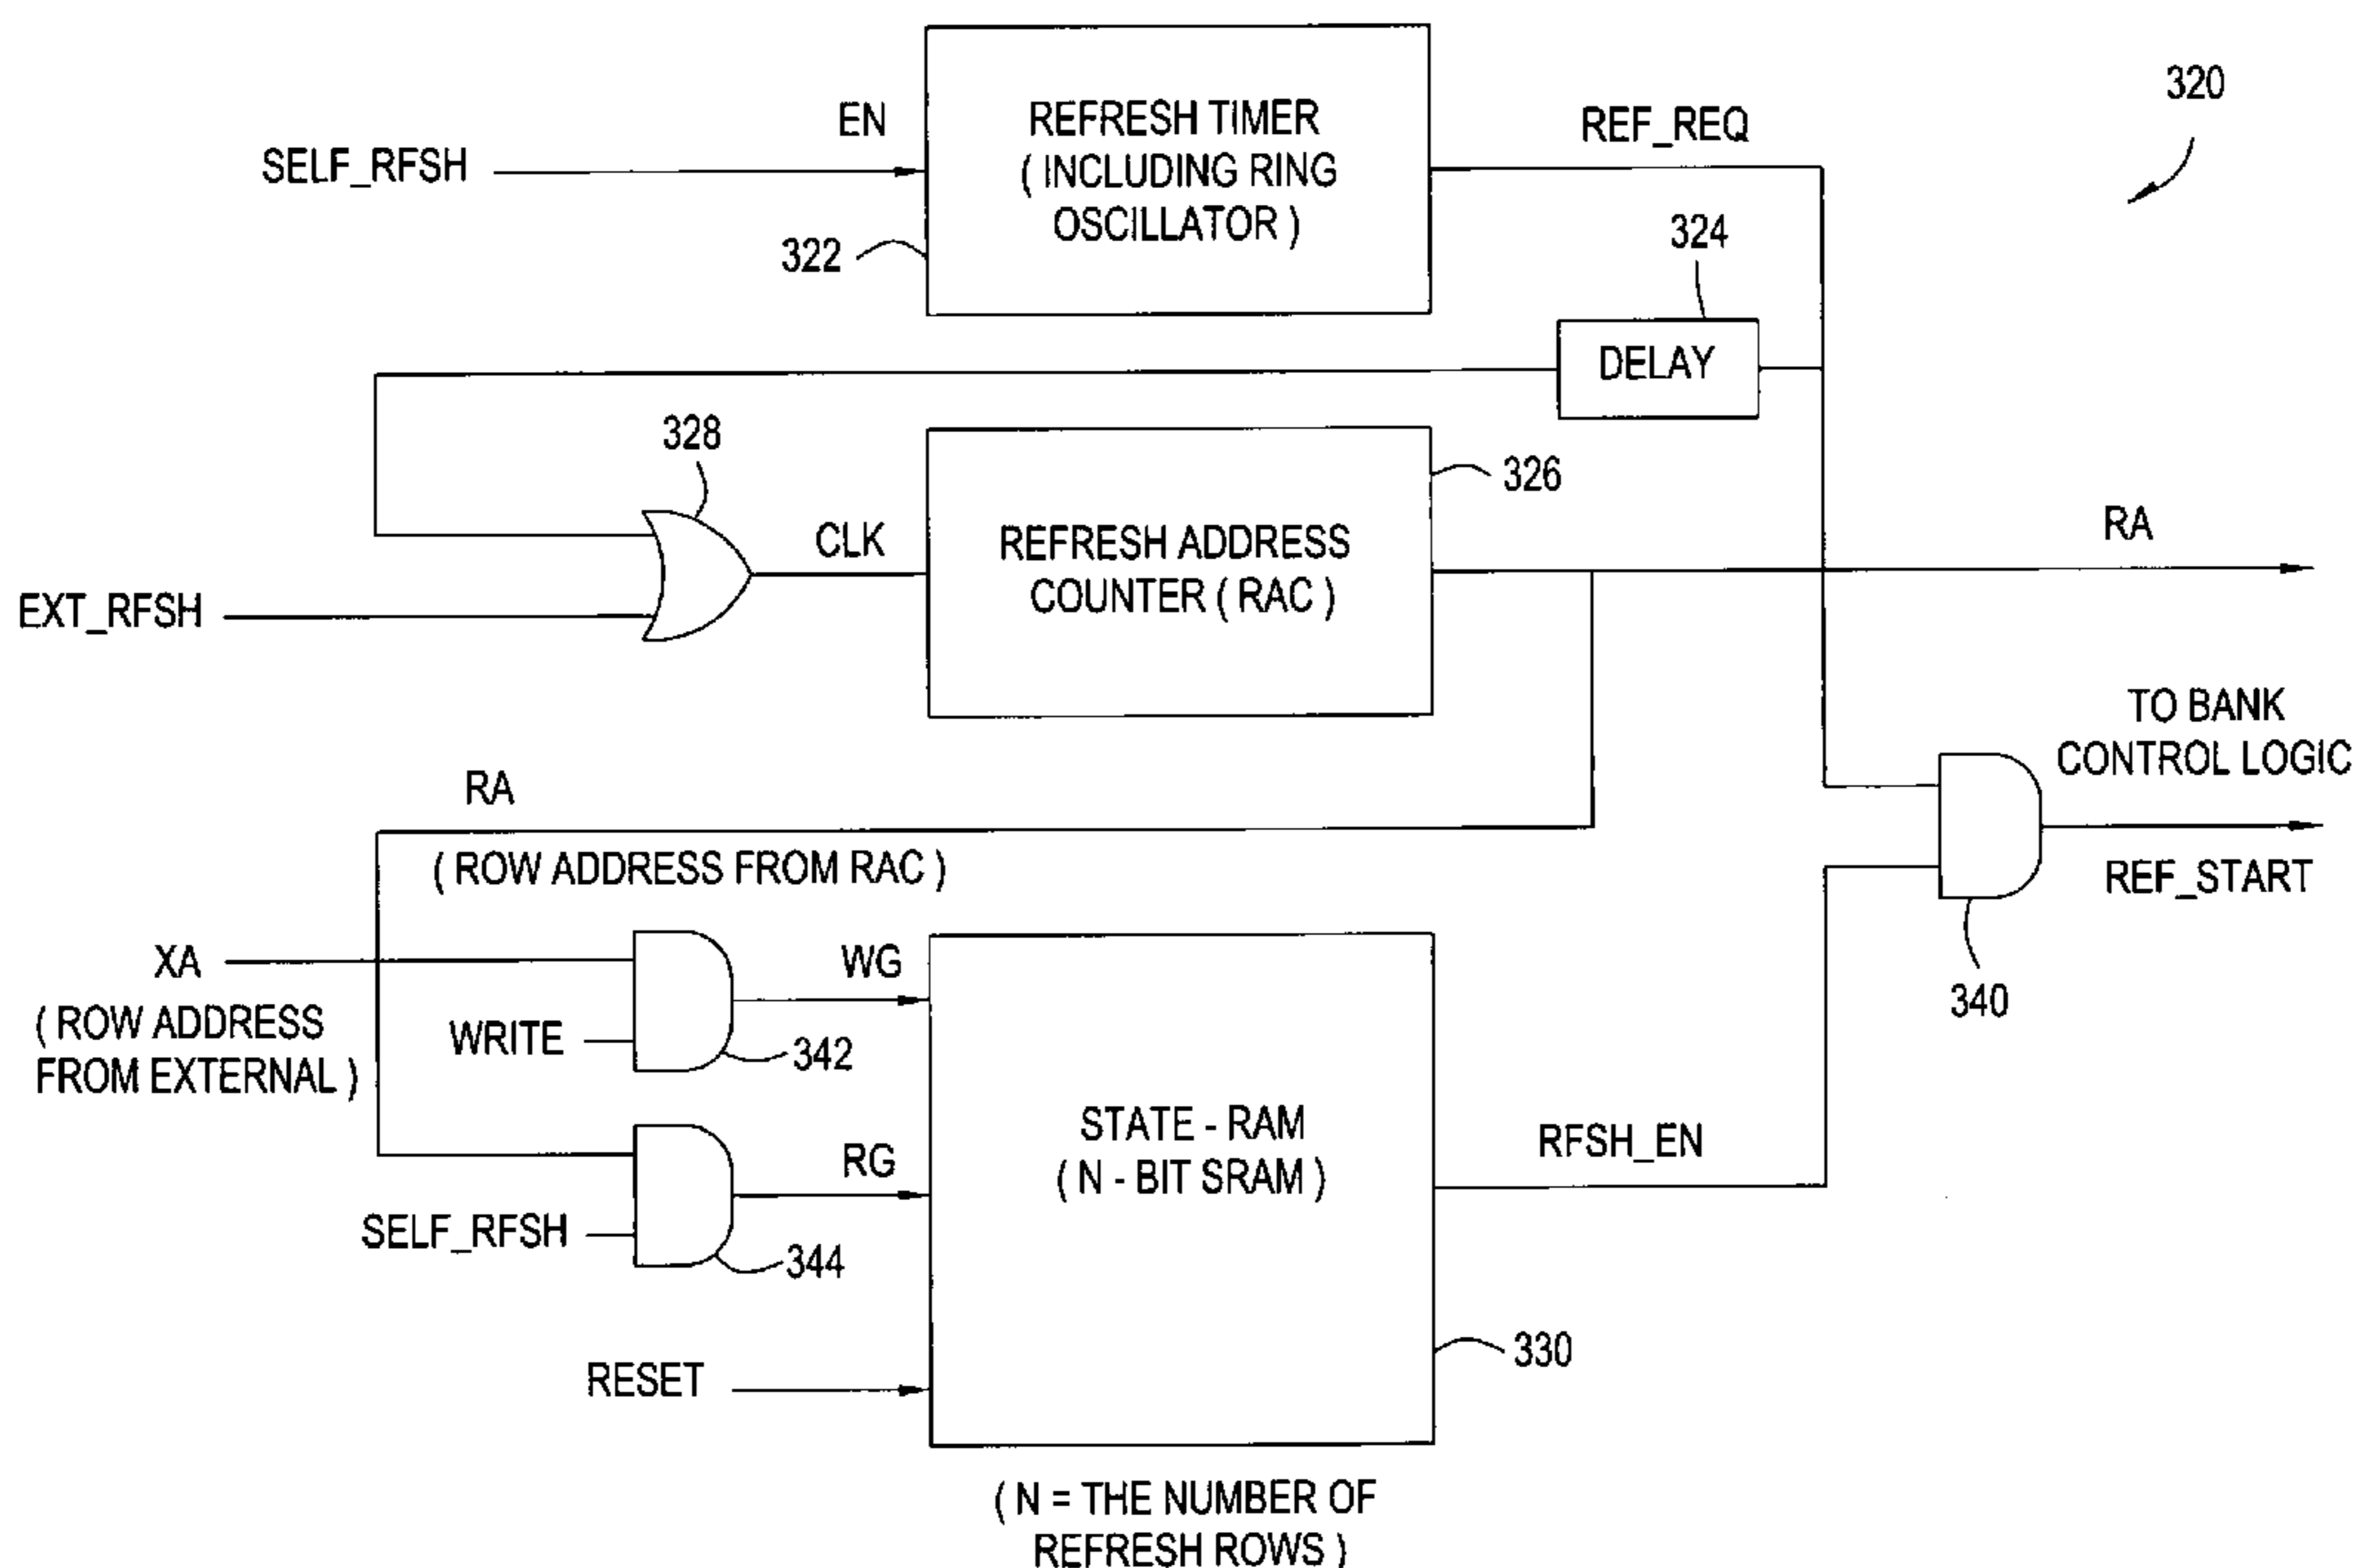 320
EN
REFRESH TIMER
( INCLUDING RING
OSCILLATOR )
REF_REQ
SELF_RFSH
322
324
DELAY
328
326
CLK
REFRESH ADDRESS
COUNTER ( RAC )
RA
EXT_RFSH
TO BANK
CONTROL LOGIC
RA
( ROW ADDRESS FROM RAC )
REF_START
340
XA
( ROW ADDRESS
FROM EXTERNAL )
WG
WRITE
342
STATE - RAM
( N - BIT SRAM )
RFSH_EN
RG
SELF_RFSH
344
RESET
330
( N = THE NUMBER OF
REFRESH ROWS )